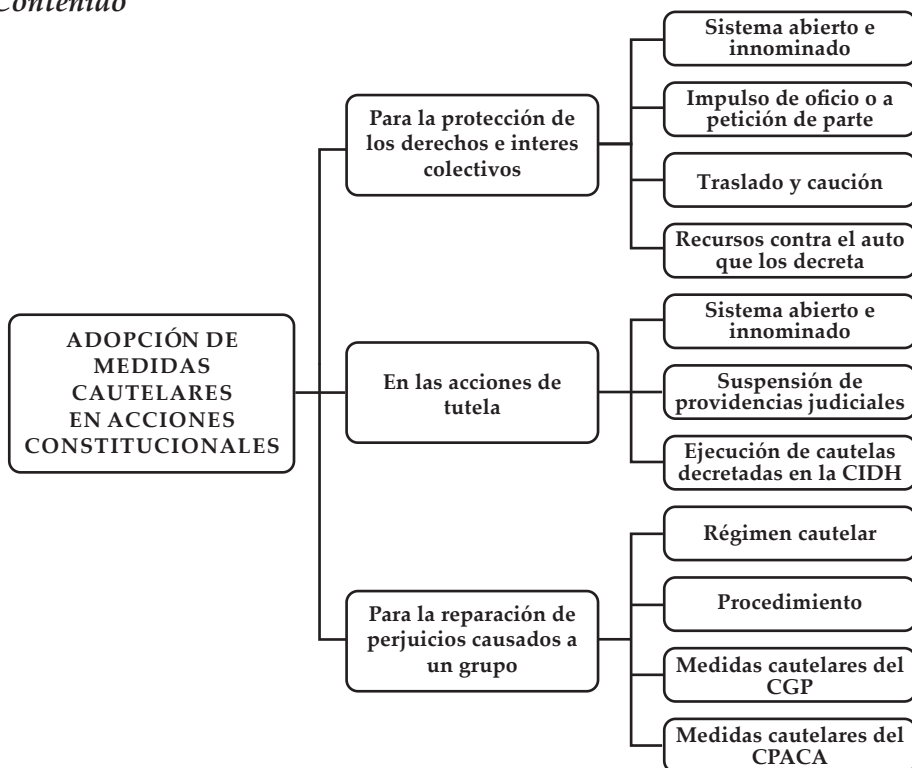 Contenido
Sistema abierto e
innominado
Para la protección de
los derechos e interes
colectivos
Impulso de oficio o a
petición de parte
Traslado y caución
Recursos contra el auto
que los decreta
ADOPCIÓN DE
MEDIDAS
CAUTELARES
EN ACCIONES
CONSTITUCIONALES
En las acciones de
tutela
Sistema abierto e
innominado
Suspensión de
providencias judiciales
Ejecución de cautelas
decretadas en la CIDH
Para la reparación de
perjuicios causados a
un grupo
Régimen cautelar
Procedimiento
Medidas cautelares del
CGP
Medidas cautelares del
CPACA